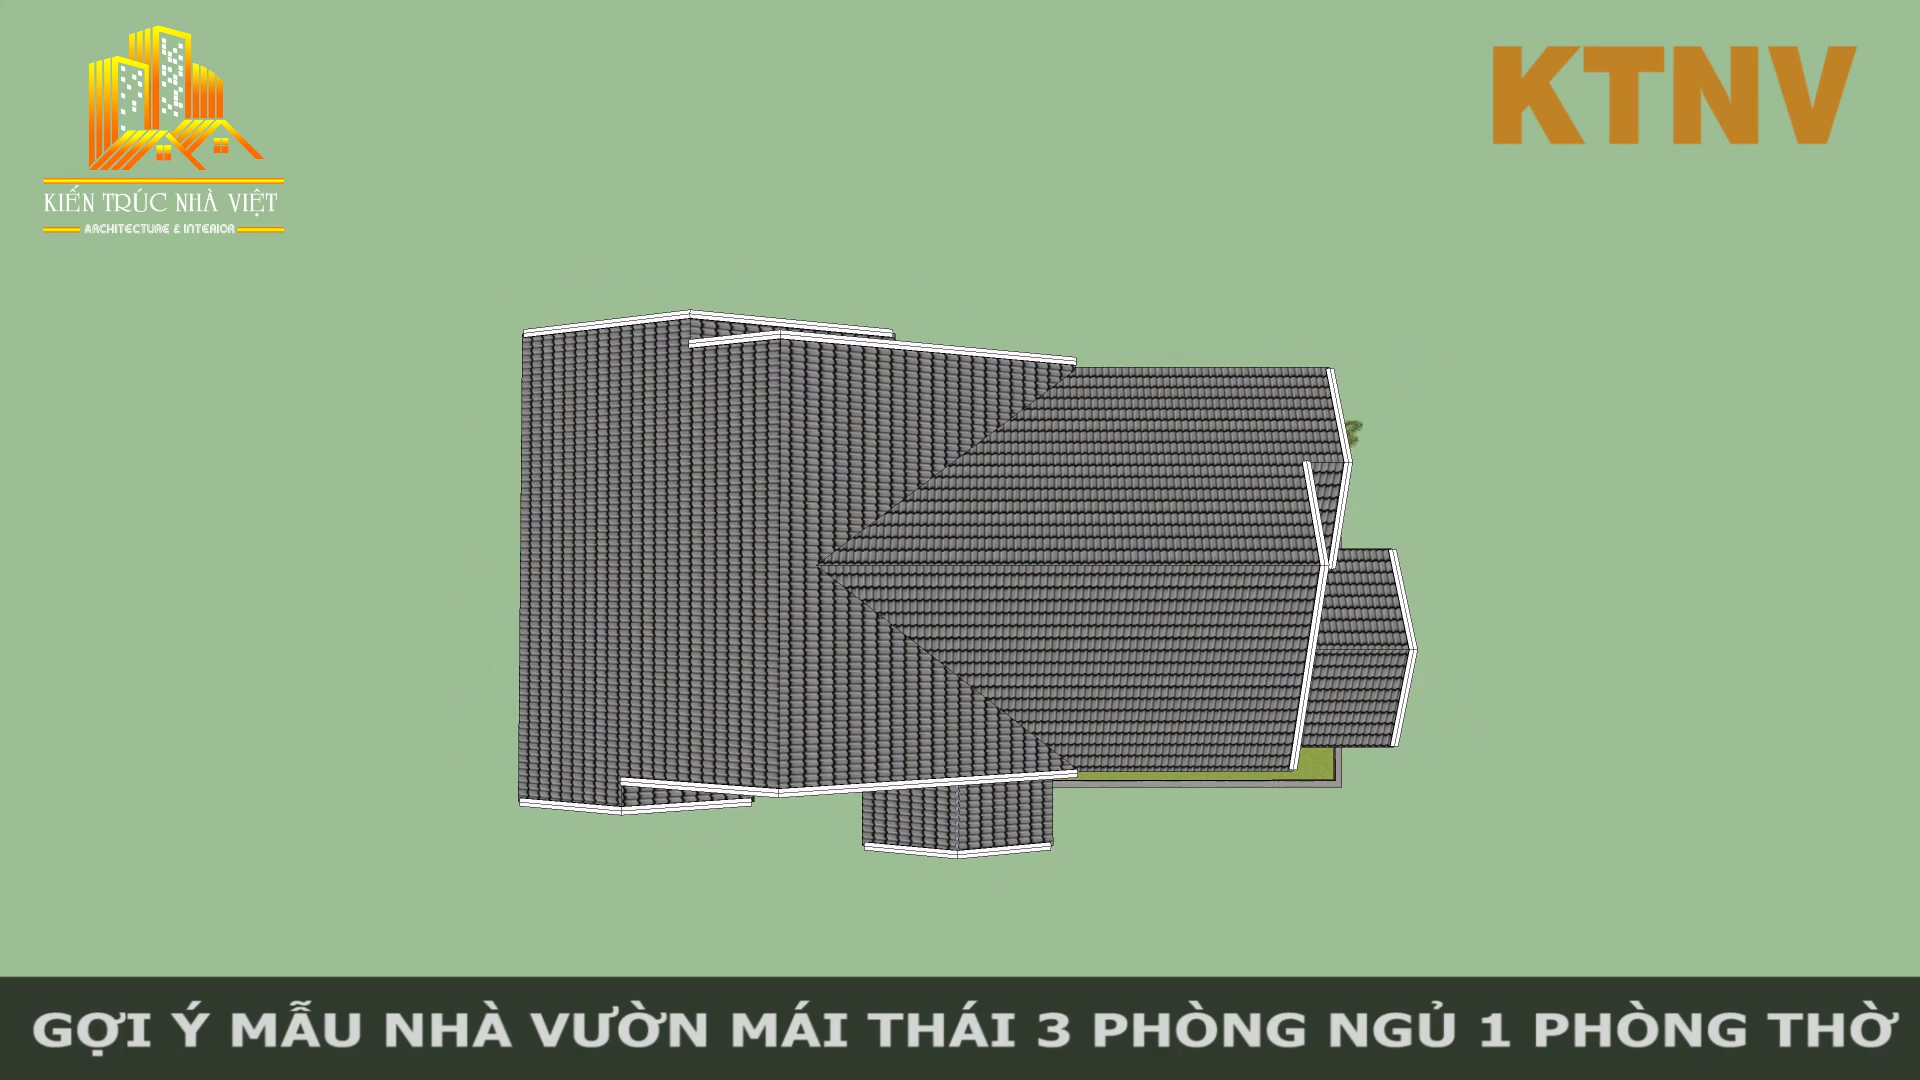 KIẾN TRÚC NHÀ VIỆT
ARCHITECTURE & INTERIOR
KTNV
GỢI Ý MẪU NHÀ VƯỜN MÁI THÁI 3 PHÒNG NGỦ 1 PHÒNG THỜ